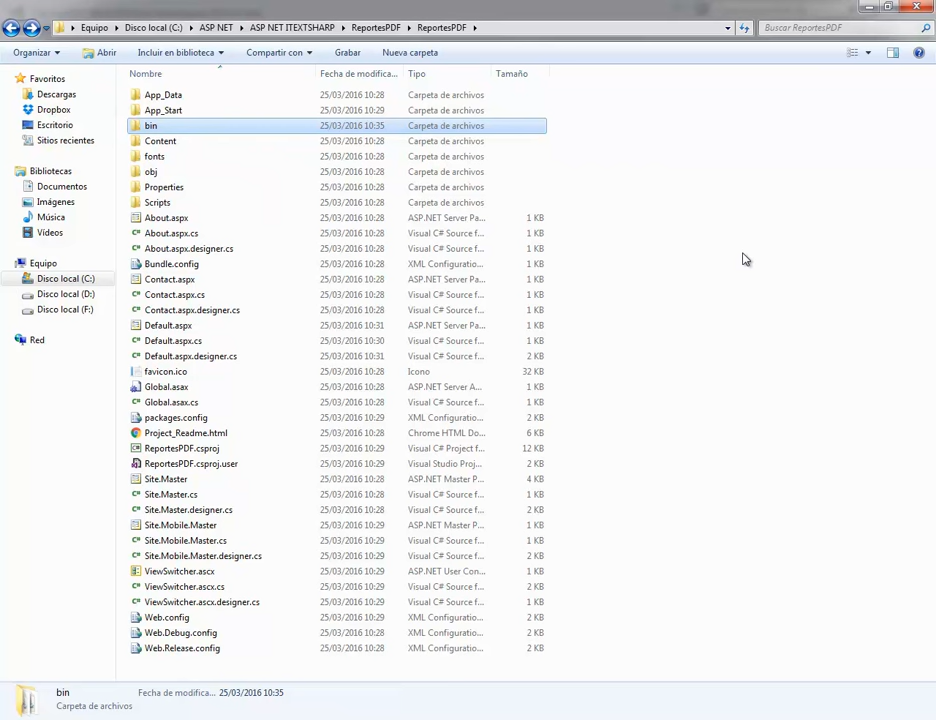 Equipo ▸ Disco local (C:) ▸ ASP NET ▸ ASP NET ITEXTSHARP ▸ ReportesPDF ▸ ReportesPDF ▸
Buscar ReportesPDF
Organizar Abrir Incluir en biblioteca Compartir con Grabar Nueva carpeta
Nombre Fecha de modifica... Tipo Tamaño
Favoritos
Descargas
Dropbox
Escritorio
Sitios recientes
Bibliotecas
Documentos
Imágenes
Música
Vídeos
Equipo
Disco local (C:)
Disco local (D:)
Disco local (F:)
Red
App_Data 25/03/2016 10:28 Carpeta de archivos
App_Start 25/03/2016 10:29 Carpeta de archivos
bin 25/03/2016 10:35 Carpeta de archivos
Content 25/03/2016 10:28 Carpeta de archivos
fonts 25/03/2016 10:28 Carpeta de archivos
obj 25/03/2016 10:28 Carpeta de archivos
Properties 25/03/2016 10:28 Carpeta de archivos
Scripts 25/03/2016 10:28 Carpeta de archivos
About.aspx 25/03/2016 10:28 ASP.NET Server Pa... 1 KB
About.aspx.cs 25/03/2016 10:28 Visual C# Source f... 1 KB
About.aspx.designer.cs 25/03/2016 10:28 Visual C# Source f... 1 KB
Bundle.config 25/03/2016 10:28 XML Configuratio... 1 KB
Contact.aspx 25/03/2016 10:28 ASP.NET Server Pa... 1 KB
Contact.aspx.cs 25/03/2016 10:28 Visual C# Source f... 1 KB
Contact.aspx.designer.cs 25/03/2016 10:28 Visual C# Source f... 1 KB
Default.aspx 25/03/2016 10:31 ASP.NET Server Pa... 1 KB
Default.aspx.cs 25/03/2016 10:30 Visual C# Source f... 1 KB
Default.aspx.designer.cs 25/03/2016 10:31 Visual C# Source f... 2 KB
favicon.ico 25/03/2016 10:28 Icono 32 KB
Global.asax 25/03/2016 10:28 ASP.NET Server A... 1 KB
Global.asax.cs 25/03/2016 10:28 Visual C# Source f... 1 KB
packages.config 25/03/2016 10:29 XML Configuratio... 2 KB
Project_Readme.html 25/03/2016 10:28 Chrome HTML Do... 6 KB
ReportesPDF.csproj 25/03/2016 10:29 Visual C# Project f... 12 KB
ReportesPDF.csproj.user 25/03/2016 10:29 Visual Studio Proj... 2 KB
Site.Master 25/03/2016 10:28 ASP.NET Master P... 4 KB
Site.Master.cs 25/03/2016 10:28 Visual C# Source f... 1 KB
Site.Master.designer.cs 25/03/2016 10:28 Visual C# Source f... 2 KB
Site.Mobile.Master 25/03/2016 10:29 ASP.NET Master P... 1 KB
Site.Mobile.Master.cs 25/03/2016 10:29 Visual C# Source f... 1 KB
Site.Mobile.Master.designer.cs 25/03/2016 10:29 Visual C# Source f... 2 KB
ViewSwitcher.ascx 25/03/2016 10:29 ASP.NET User Con... 1 KB
ViewSwitcher.ascx.cs 25/03/2016 10:29 Visual C# Source f... 2 KB
ViewSwitcher.ascx.designer.cs 25/03/2016 10:29 Visual C# Source f... 1 KB
Web.config 25/03/2016 10:29 XML Configuratio... 2 KB
Web.Debug.config 25/03/2016 10:28 XML Configuratio... 2 KB
Web.Release.config 25/03/2016 10:28 XML Configuratio... 2 KB
bin Fecha de modifica... 25/03/2016 10:35
Carpeta de archivos